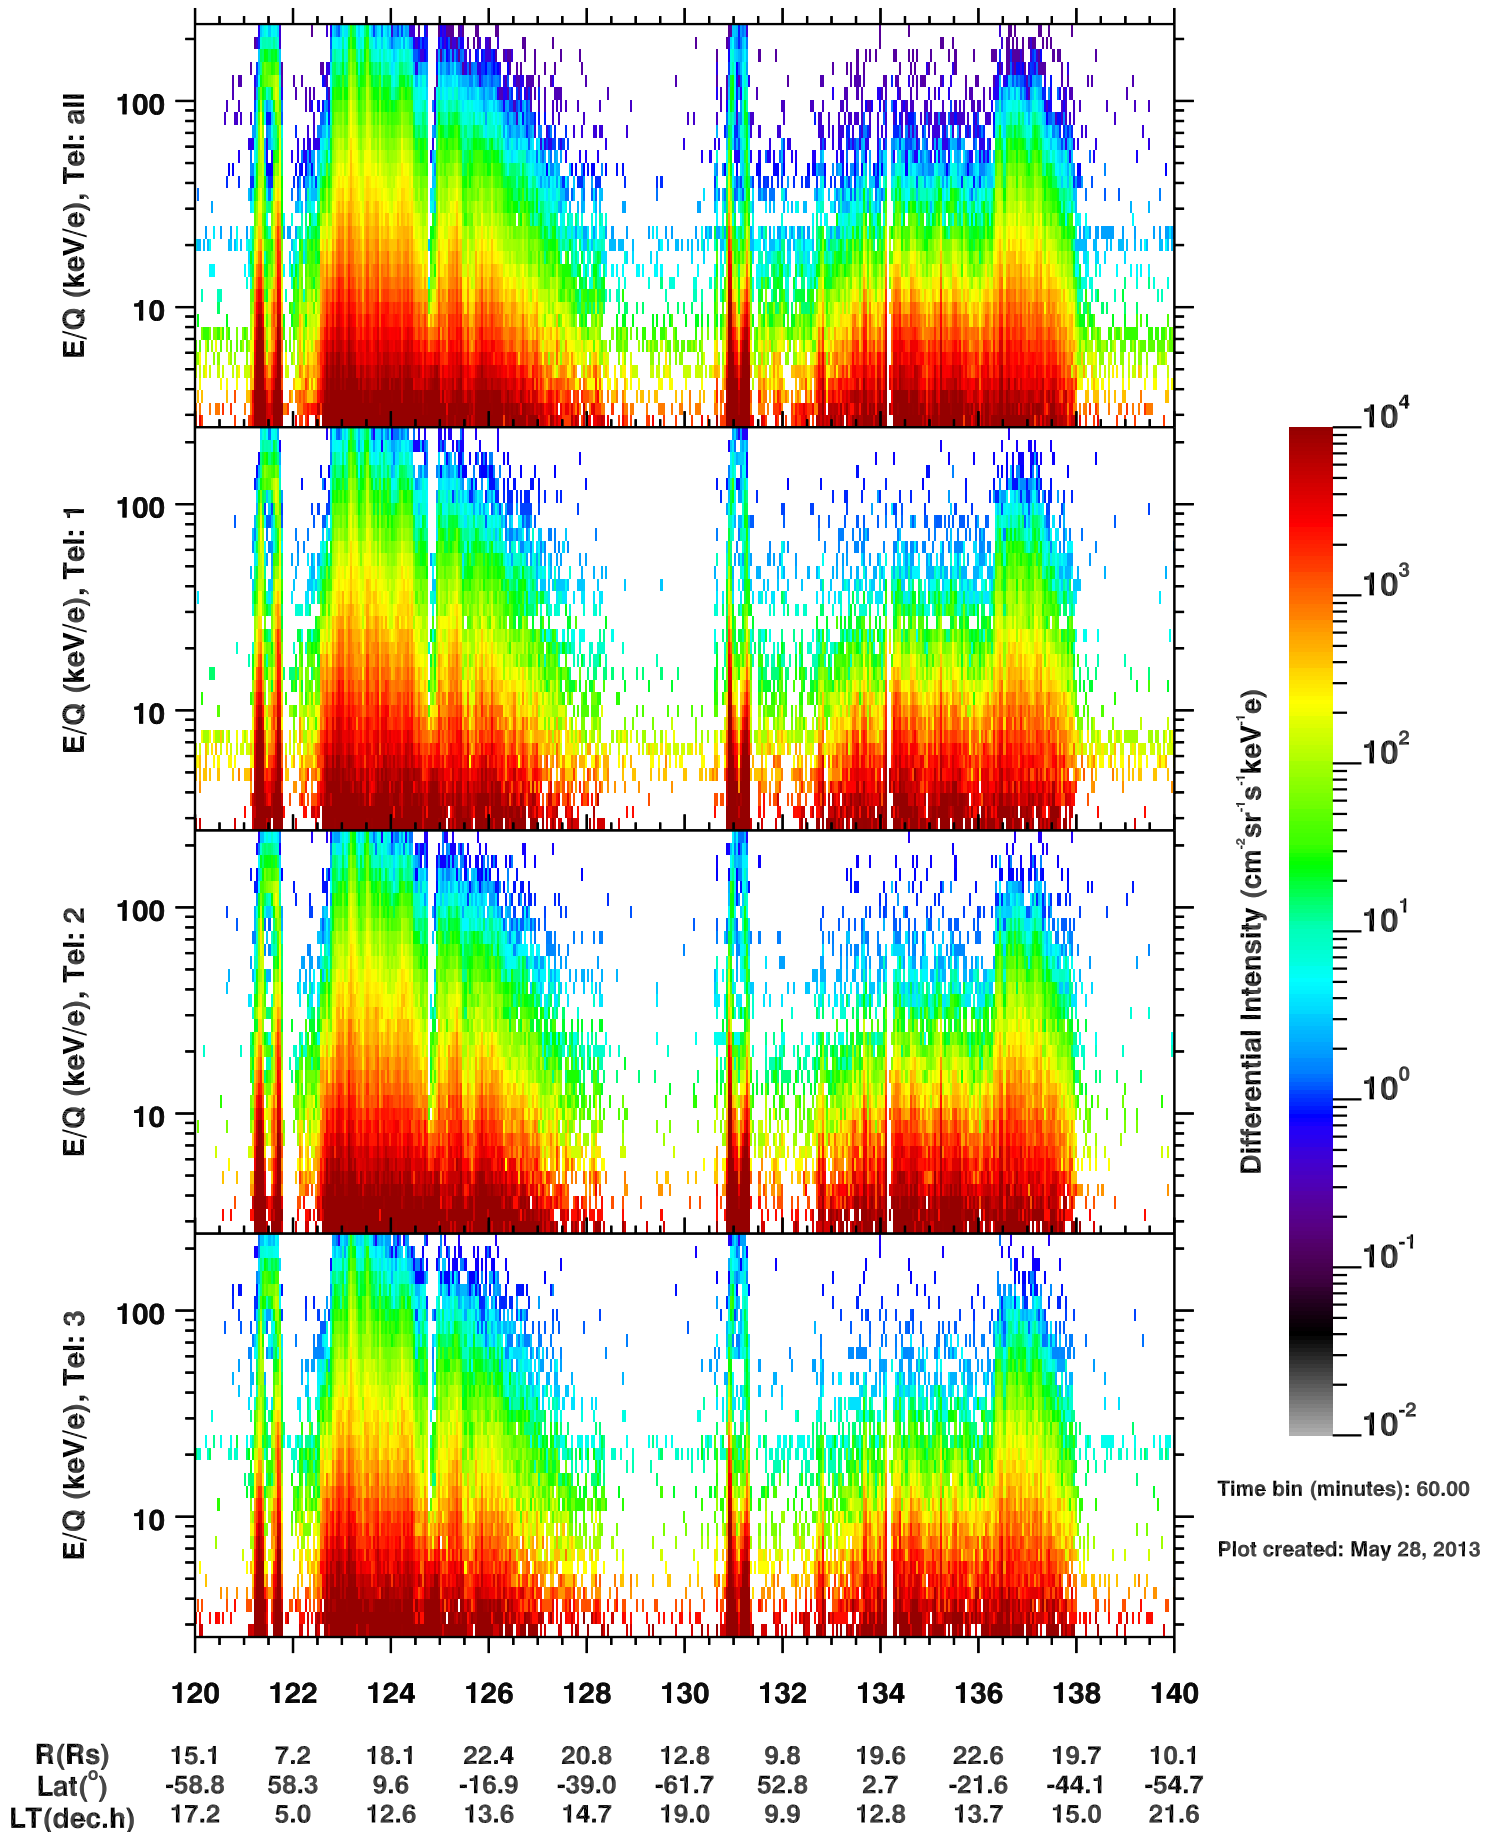 E/Q (keV/e), Tel: all
100
10
E/Q (keV/e), Tel: 1
100
10
E/Q (keV/e), Tel: 2
100
10
E/Q (keV/e), Tel: 3
100
10
10^4
10^3
10^2
10^1
10^0
10^-1
10^-2
Differential Intensity (cm^-2sr^-1s^-1keV^-1e)
Time bin (minutes): 60.00
Plot created: May 28, 2013
120 122 124 126 128 130 132 134 136 138 140
R(Rs) 15.1 7.2 18.1 22.4 20.8 12.8 9.8 19.6 22.6 19.7 10.1
Lat(°) -58.8 58.3 9.6 -16.9 -39.0 -61.7 52.8 2.7 -21.6 -44.1 -54.7
LT(dec.h) 17.2 5.0 12.6 13.6 14.7 19.0 9.9 12.8 13.7 15.0 21.6